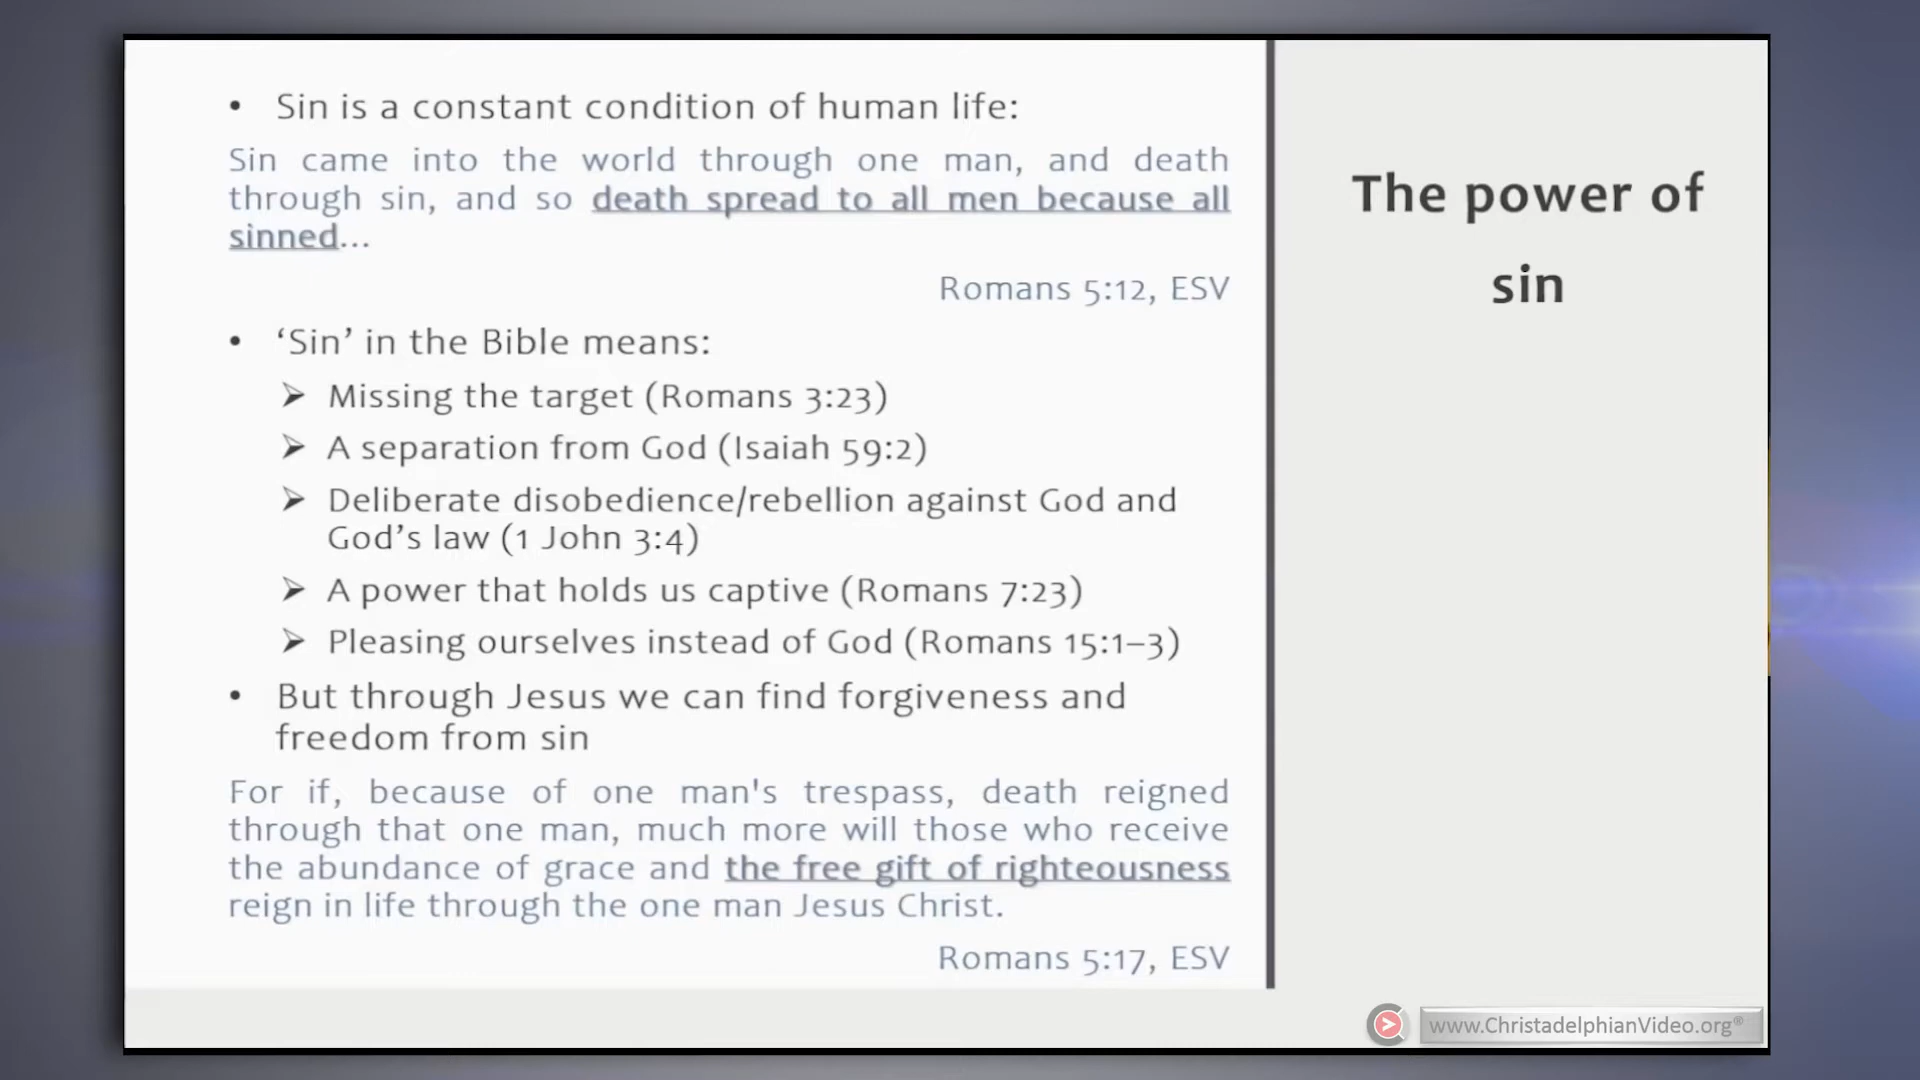 • Sin is a constant condition of human life:
Sin came into the world through one man, and death
through sin, and so death spread to all men because all
sinned...
Romans 5:12, ESV
• ‘Sin’ in the Bible means:
➢ Missing the target (Romans 3:23)
➢ A separation from God (Isaiah 59:2)
➢ Deliberate disobedience/rebellion against God and
God’s law (1 John 3:4)
➢ A power that holds us captive (Romans 7:23)
➢ Pleasing ourselves instead of God (Romans 15:1–3)
• But through Jesus we can find forgiveness and
freedom from sin
For if, because of one man's trespass, death reigned
through that one man, much more will those who receive
the abundance of grace and the free gift of righteousness
reign in life through the one man Jesus Christ.
Romans 5:17, ESV
The power of
sin
www.ChristadelphianVideo.org®